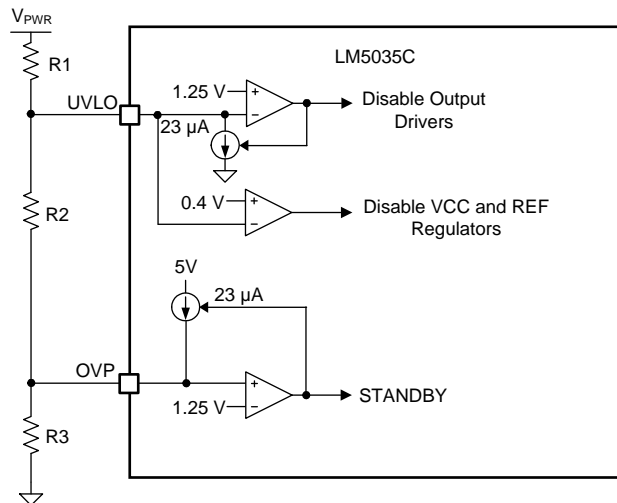 VPWR
R1
LM5035C
UVLO
1.25 V
+
−
23 µA
Disable Output
Drivers
R2
0.4 V
+
−
Disable VCC and REF
Regulators
5V
23 µA
OVP
+
−
1.25 V
STANDBY
R3